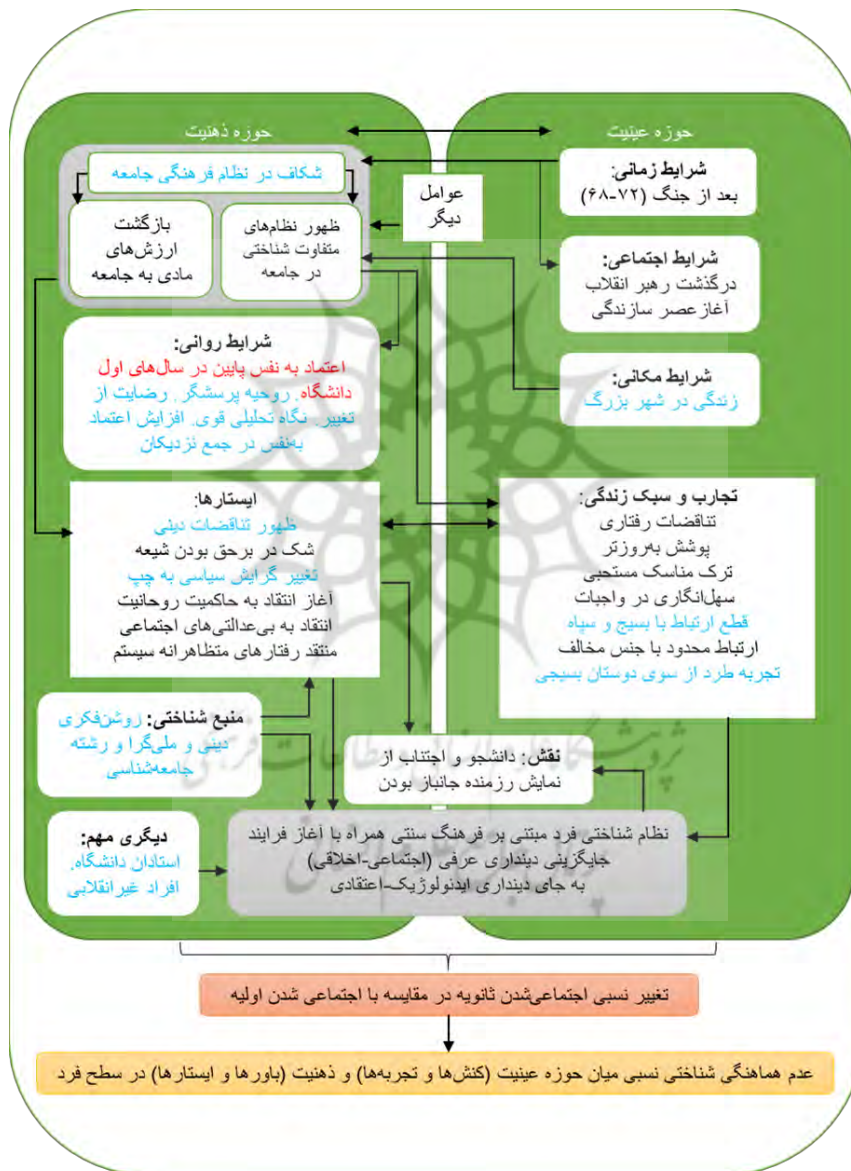 حوزه عینیت
شرایط زمانی:
بعد از جنگ (۷۲-۶۸)
شرایط اجتماعی:
درگذشت رهبر انقلاب
آغاز عصر سازندگی
شرایط مکانی:
زندگی در شهر بزرگ
تجارب و سبک زندگی:
تناقضات رفتاری
پوشش به‌روزتر
ترک مناسک مستحبی
سهل‌انگاری در واجبات
قطع ارتباط با بسیج و سپاه
ارتباط محدود با جنس مخالف
تجربه طرد از سوی دوستان بسیجی
حوزه ذهنیت
شکاف در نظام فرهنگی جامعه
ظهور نظام‌های
متفاوت شناختی
در جامعه
بازگشت
ارزش‌های
مادی به جامعه
عوامل
دیگر
شرایط روانی:
اعتماد به نفس پایین در سال‌های اول
دانشگاه. روحیه پرسشگر. رضایت از
تغییر. نگاه تحلیلی قوی. افزایش اعتماد
به‌نفس در جمع نزدیکان
ایستارها:
ظهور تناقضات دینی
شک در برحق بودن شیعه
تغییر گرایش سیاسی به چپ
آغاز انتقاد به حاکمیت روحانیت
انتقاد به بی‌عدالتی‌های اجتماعی
منتقد رفتارهای متظاهرانه سیستم
منبع شناختی: روشن‌فکری
دینی و ملی‌گرا و رشته
جامعه‌شناسی
نقش: دانشجو و اجتناب از
نمایش رزمنده جانباز بودن
دیگری مهم:
استادان دانشگاه.
افراد غیرانقلابی
نظام شناختی فرد مبتنی بر فرهنگ سنتی همراه با آغاز فرایند
جایگزینی دینداری عرفی (اجتماعی-اخلاقی)
به جای دینداری ایدئولوژیک-اعتقادی
تغییر نسبی اجتماعی‌شدن ثانویه در مقایسه با اجتماعی شدن اولیه
عدم هماهنگی شناختی نسبی میان حوزه عینیت (کنش‌ها و تجربه‌ها) و ذهنیت (باورها و ایستارها) در سطح فرد